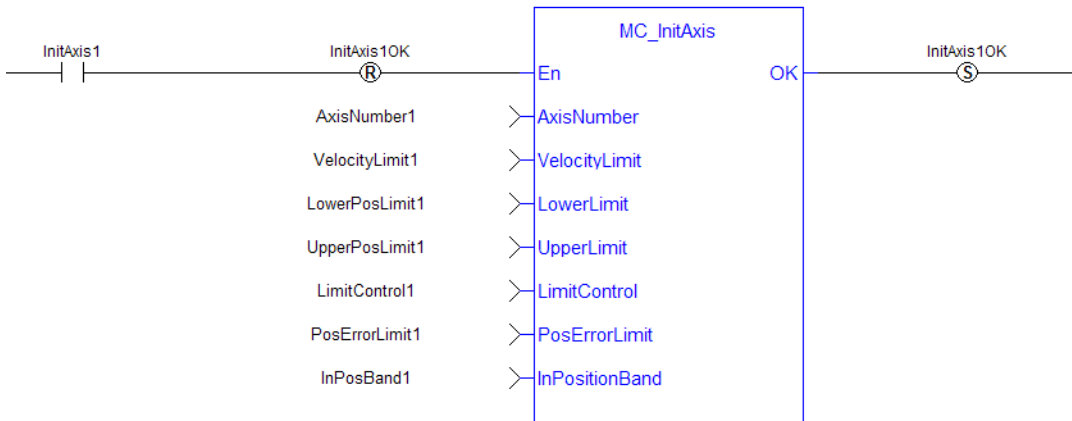 MC_InitAxis
InitAxis1 InitAxis1OK InitAxis1OK
R En OK S
AxisNumber1 AxisNumber
VelocityLimit1 VelocityLimit
LowerPosLimit1 LowerLimit
UpperPosLimit1 UpperLimit
LimitControl1 LimitControl
PosErrorLimit1 PosErrorLimit
InPosBand1 InPositionBand